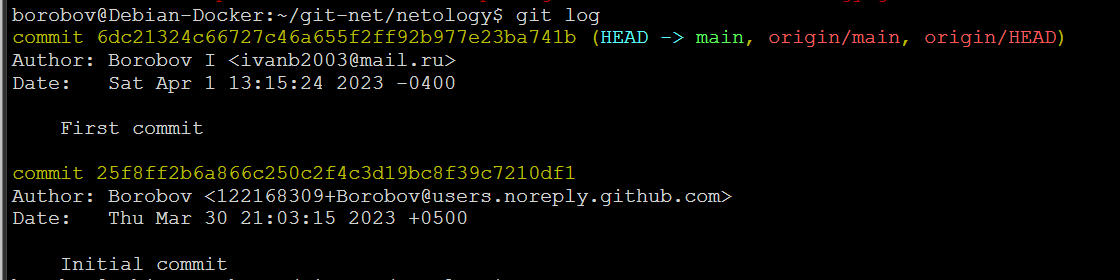 borobov@Debian-Docker:~/git-net/netology$ git log
commit 6dc21324c66727c46a655f2ff92b977e23ba741b (HEAD -> main, origin/main, origin/HEAD)
Author: Borobov I <ivanb2003@mail.ru>
Date:   Sat Apr 1 13:15:24 2023 -0400
First commit
commit 25f8ff2b6a866c250c2f4c3d19bc8f39c7210df1
Author: Borobov <122168309+Borobov@users.noreply.github.com>
Date:   Thu Mar 30 21:03:15 2023 +0500
Initial commit